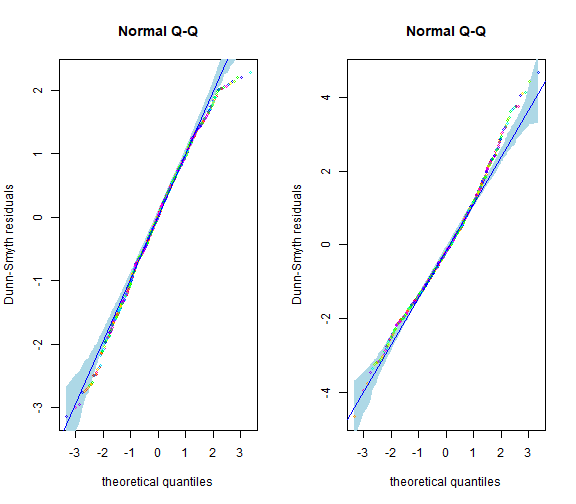 Normal Q-Q
Dunn-Smyth residuals
2
1
0
-1
-2
-3
-3 -2 -1 0 1 2 3
theoretical quantiles
Normal Q-Q
Dunn-Smyth residuals
4
2
0
-2
-4
-3 -2 -1 0 1 2 3
theoretical quantiles